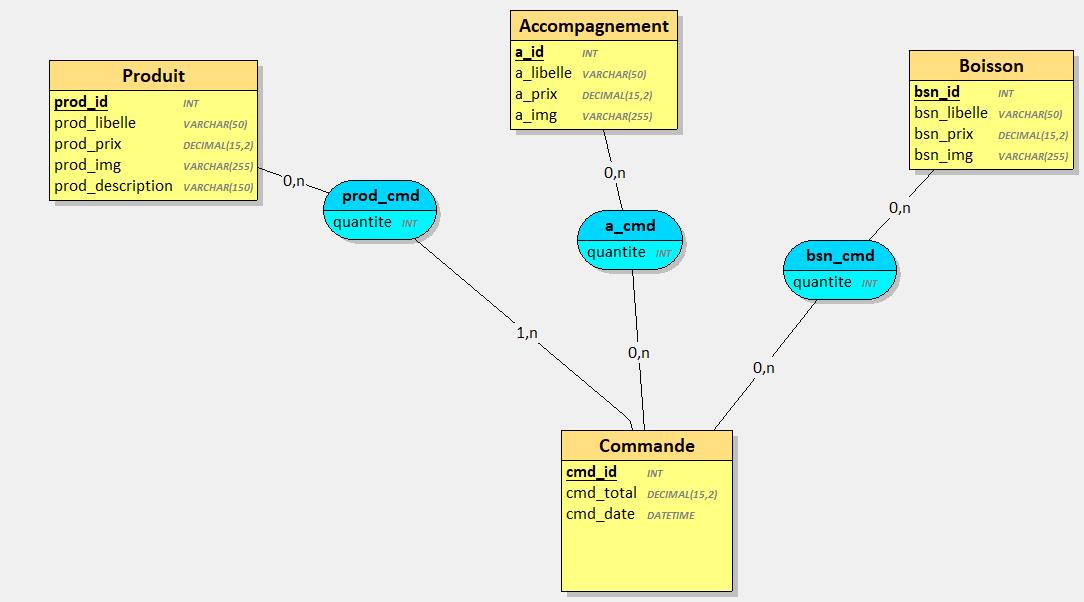 Produit
prod_id INT
prod_libelle VARCHAR(50)
prod_prix DECIMAL(15,2)
prod_img VARCHAR(255)
prod_description VARCHAR(150)
Accompagnement
a_id INT
a_libelle VARCHAR(50)
a_prix DECIMAL(15,2)
a_img VARCHAR(255)
Boisson
bsn_id INT
bsn_libelle VARCHAR(50)
bsn_prix DECIMAL(15,2)
bsn_img VARCHAR(255)
0,n
0,n
0,n
prod_cmd
quantite INT
a_cmd
quantite INT
bsn_cmd
quantite INT
1,n
0,n
0,n
Commande
cmd_id INT
cmd_total DECIMAL(15,2)
cmd_date DATETIME